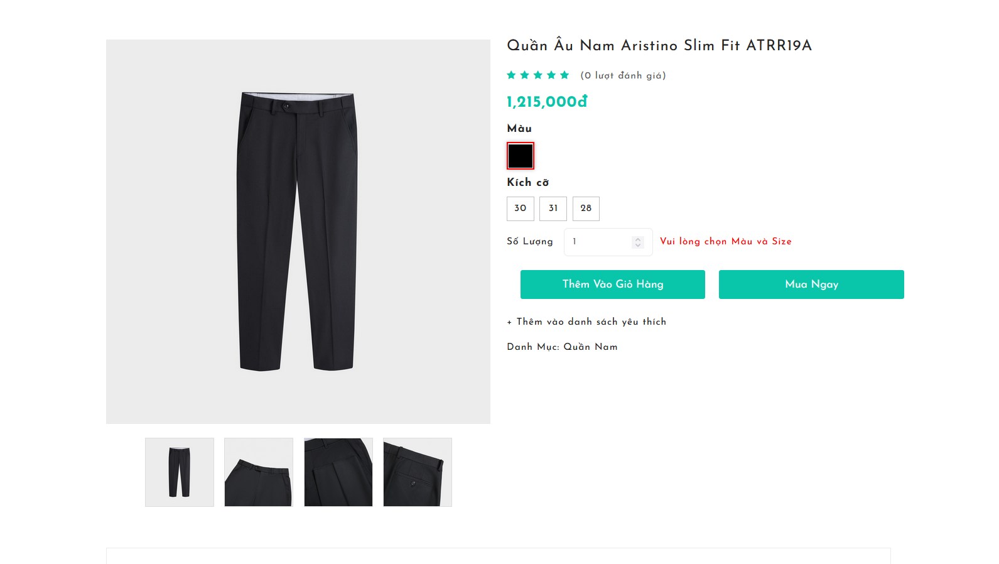 Quần Âu Nam Aristino Slim Fit ATRR19A
(0 lượt đánh giá)
1,215,000đ
Màu
Kích cỡ
30 31 28
Số Lượng 1 Vui lòng chọn Màu và Size
Thêm Vào Giỏ Hàng Mua Ngay
+ Thêm vào danh sách yêu thích
Danh Mục: Quần Nam